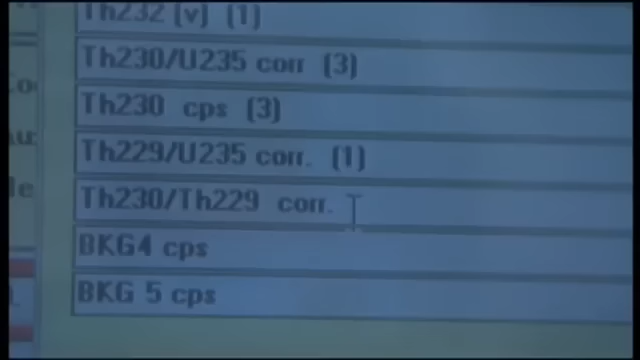 Th232 (v) (1)
Th230/U235 corr (3)
Th230 cps (3)
Th229/U235 corr. (1)
Th230/Th229 corr.
BKG4 cps
BKG 5 cps